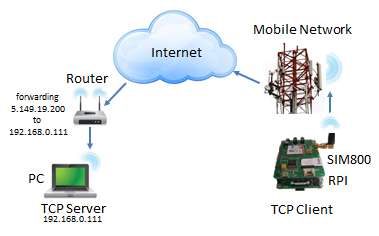 Mobile Network
Internet
Router
forwarding
5.149.19.200
to
192.168.0.111
SIM800
PC
RPI
TCP Server
192.168.0.111
TCP Client